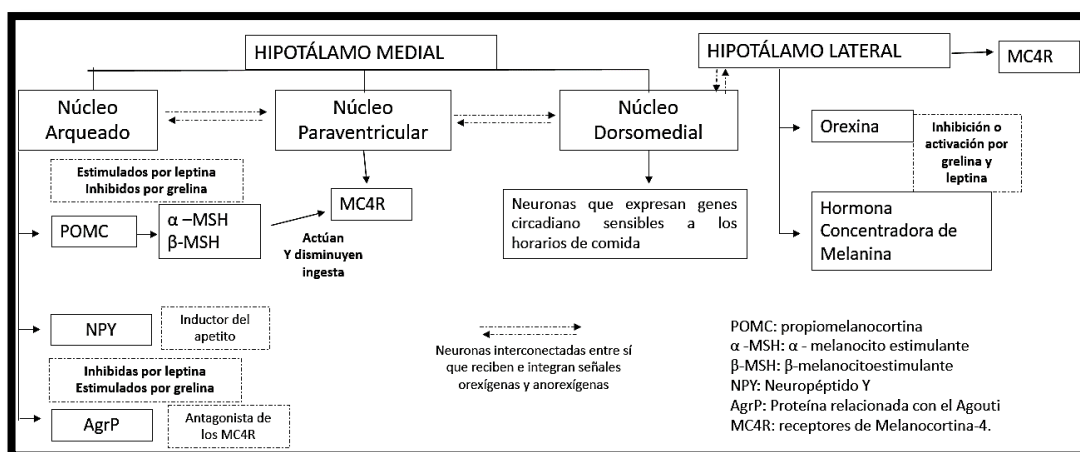 HIPOTÁLAMO MEDIAL
HIPOTÁLAMO LATERAL
MC4R
Núcleo
Arqueado
Núcleo
Paraventricular
Núcleo
Dorsomedial
Orexina
Inhibición o
activación por
grelina y
leptina
Hormona
Concentradora de
Melanina
Estimulados por leptina
Inhibidos por grelina
POMC
α –MSH
β-MSH
MC4R
Actúan
Y disminuyen
ingesta
Neuronas que expresan genes
circadiano sensibles a los
horarios de comida
NPY
Inductor del
apetito
Inhibidas por leptina
Estimulados por grelina
AgrP
Antagonista de
los MC4R
Neuronas interconectadas entre sí
que reciben e integran señales
orexígenas y anorexígenas
POMC: propiomelanocortina
α -MSH: α - melanocito estimulante
β-MSH: β-melanocitoestimulante
NPY: Neuropéptido Y
AgrP: Proteína relacionada con el Agouti
MC4R: receptores de Melanocortina-4.